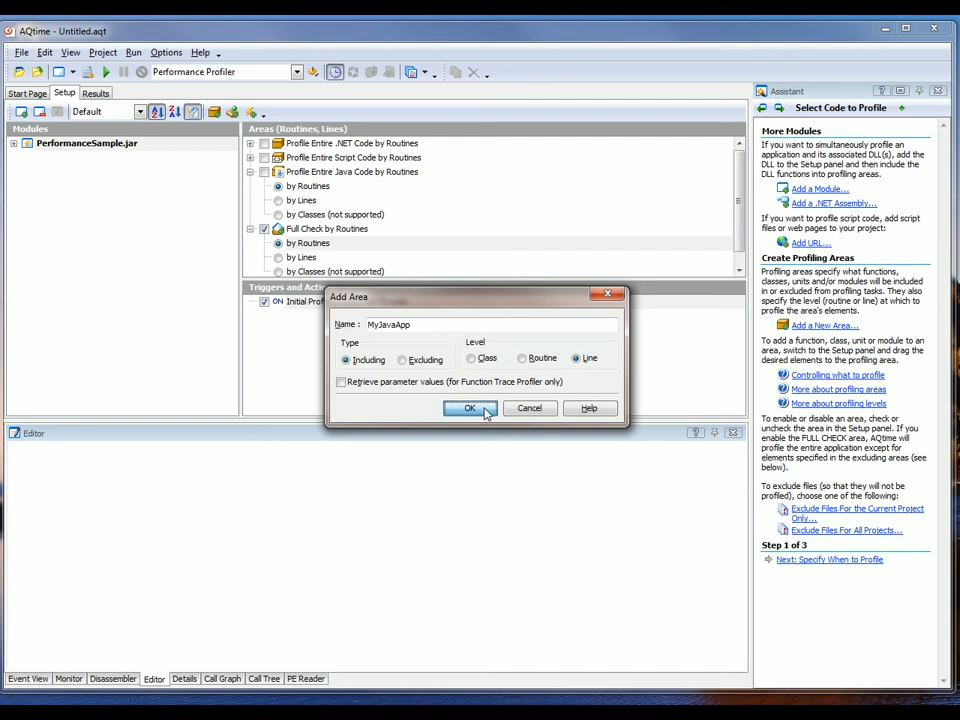 AQtime - Untitled.aqt
File Edit View Project Run Options Help
Performance Profiler
Start Page Setup Results
Default
Modules
PerformanceSample.jar
Areas (Routines, Lines)
Profile Entire .NET Code by Routines
Profile Entire Script Code by Routines
Profile Entire Java Code by Routines
by Routines
by Lines
by Classes (not supported)
Full Check by Routines
by Routines
by Lines
by Classes (not supported)
Triggers and
ON Initial
Add Area
Name : MyJavaApp
Type
Including Excluding
Level
Class Routine Line
Retrieve parameter values (for Function Trace Profiler only)
OK Cancel Help
Editor
Event View Monitor Disassembler Editor Details Call Graph Call Tree PE Reader
Assistant
Select Code to Profile
More Modules
If you want to simultaneously profile an
application and its associated DLL(s), add the
DLL to the Setup panel and then include the
DLL functions into profiling areas.
Add a Module...
Add a .NET Assembly...
If you want to profile script code, add script
files or web pages to your project:
Add URL...
Create Profiling Areas
Profiling areas specify what functions,
classes, units and/or modules will be included
in or excluded from profiling tasks. They also
specify the level (routine or line) at which to
profile the area's elements.
Add a New Area...
To add a function, class, unit or module to an
area, switch to the Setup panel and drag the
desired elements to the profiling area.
Controlling what to profile
More about profiling areas
More about profiling levels
To enable or disable an area, check or
uncheck the area in the Setup panel. If you
enable the FULL CHECK area, AQtime will
profile the entire application except for
elements specified in the excluding areas (see
below).
To exclude files (so that they will not be
profiled), choose one of the following:
Exclude Files For the Current Project
Only...
Exclude Files For All Projects...
Step 1 of 3
Next: Specify When to Profile